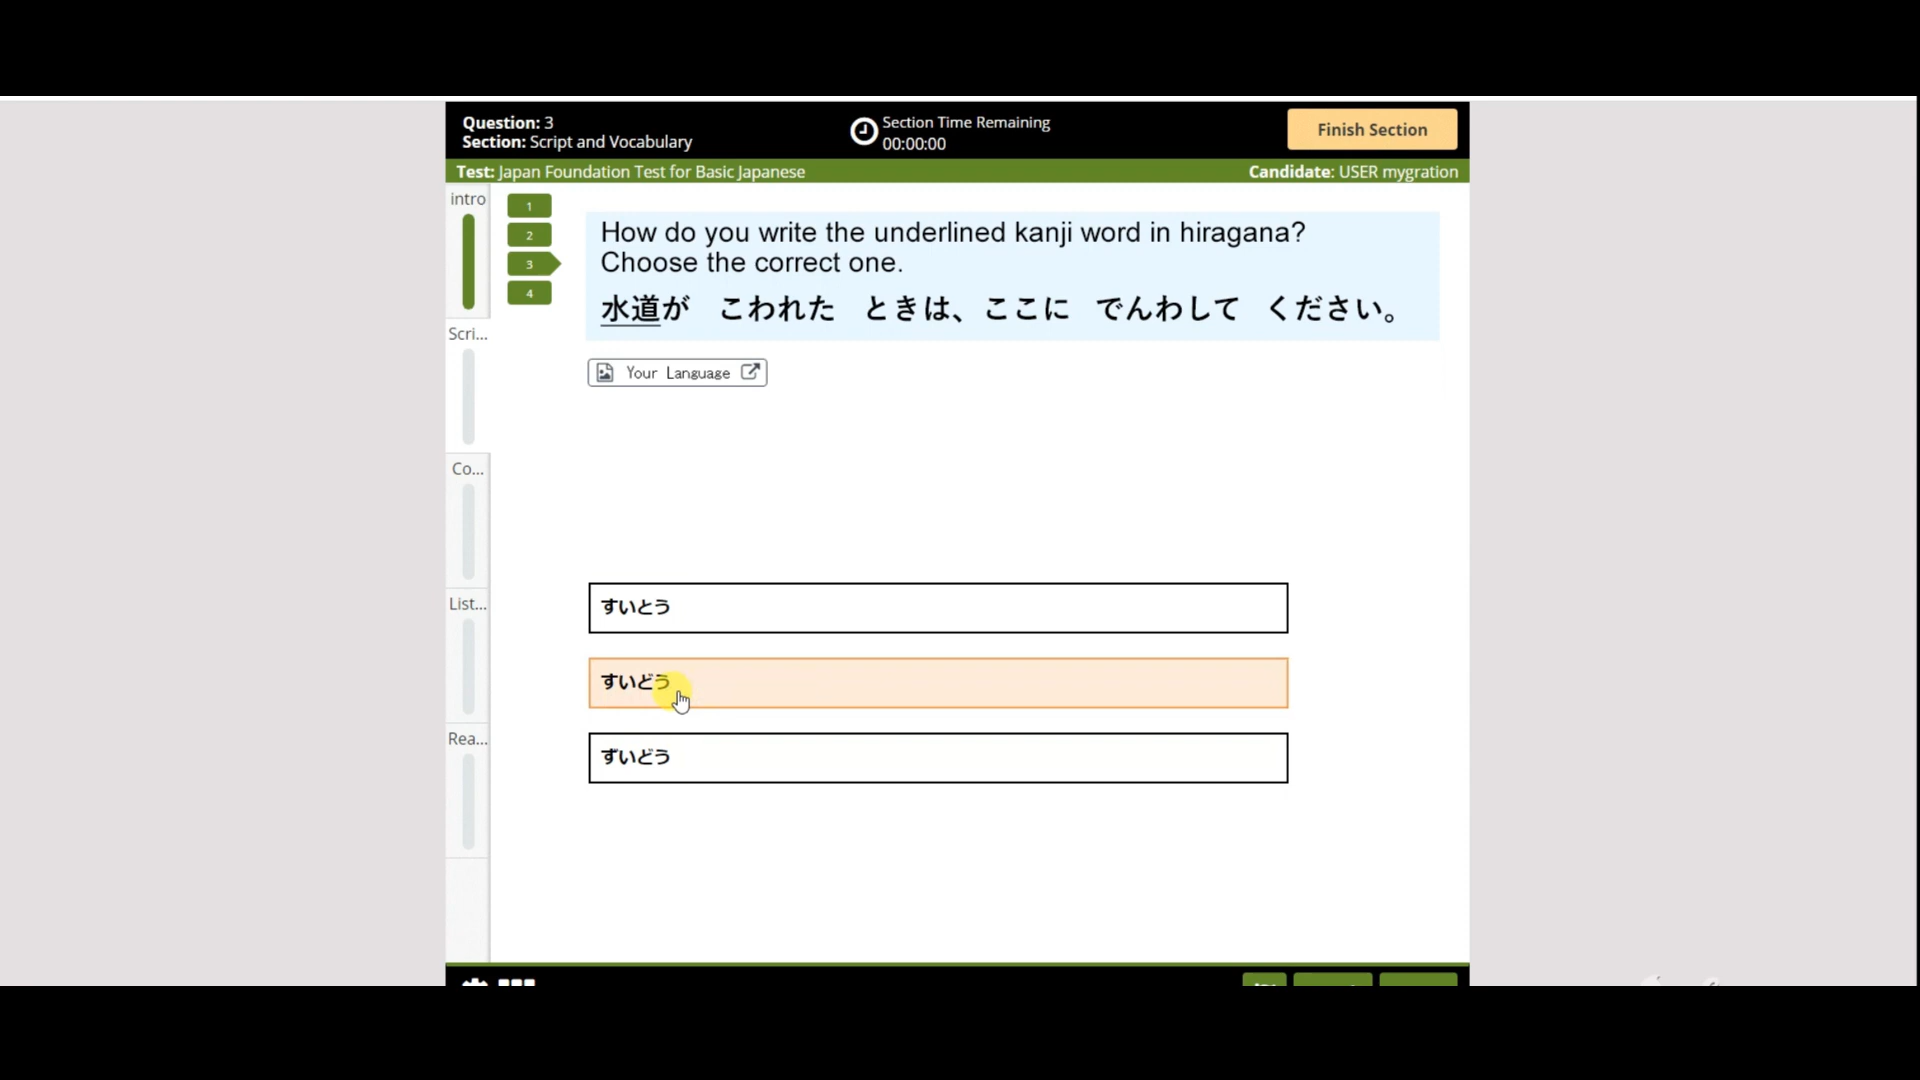 Question: 3
Section: Script and Vocabulary
Section Time Remaining
00:00:00
Finish Section
Test: Japan Foundation Test for Basic Japanese
Candidate: USER mygration
intro
Scri...
Co...
List...
Rea...
1
2
3
4
How do you write the underlined kanji word in hiragana?
Choose the correct one.
水道が こわれた ときは、ここに でんわして ください。
Your Language
すいとう
すいどう
ずいどう